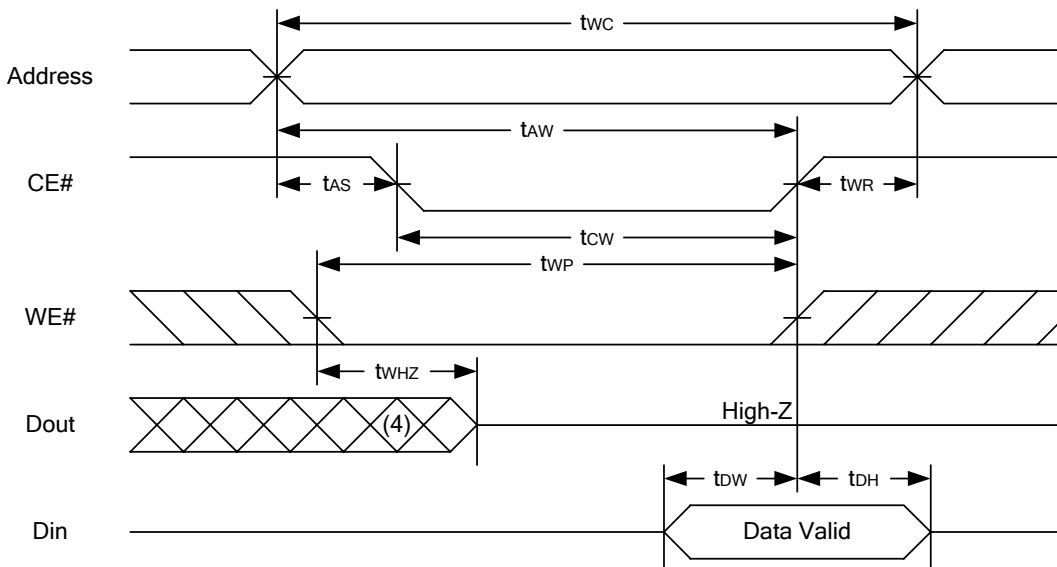 tWC
Address
tAW
CE#
tAS
tWR
tCW
tWP
WE#
tWHZ
Dout
(4)
High-Z
tDW
tDH
Din
Data Valid